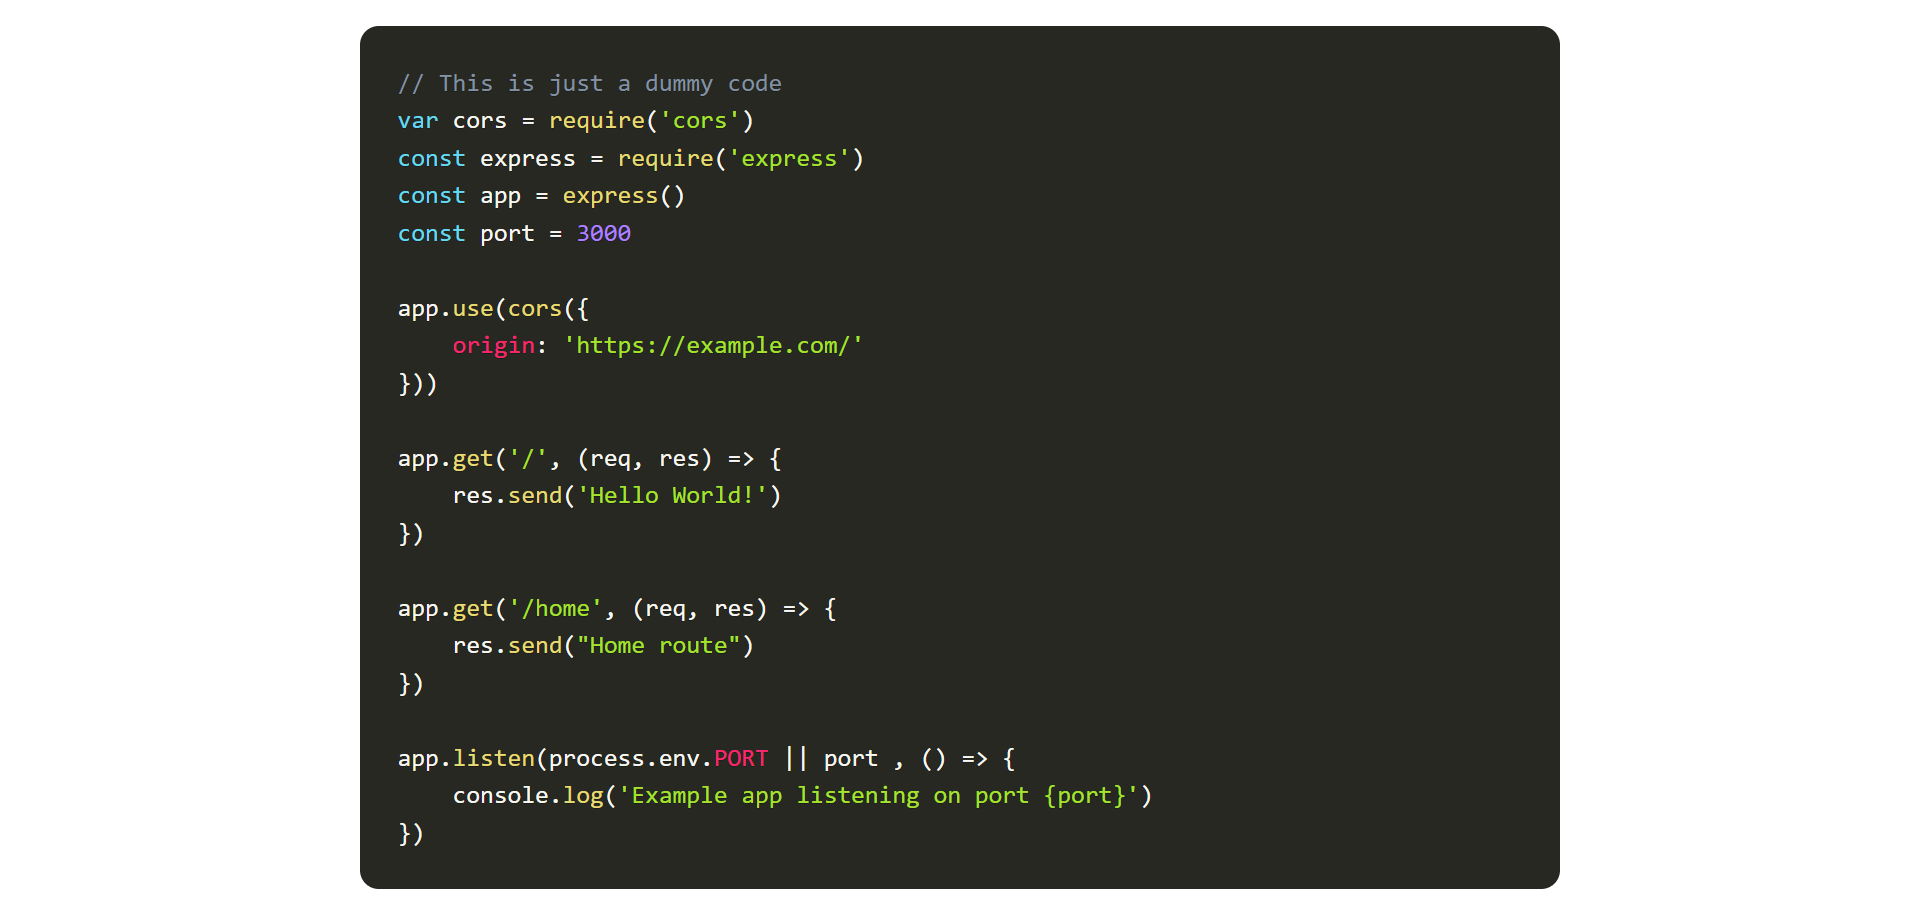 // This is just a dummy code
var cors = require('cors')
const express = require('express')
const app = express()
const port = 3000

app.use(cors({
    origin: 'https://example.com/'
}))

app.get('/', (req, res) => {
    res.send('Hello World!')
})

app.get('/home', (req, res) => {
    res.send("Home route")
})

app.listen(process.env.PORT || port , () => {
    console.log('Example app listening on port {port}')
})